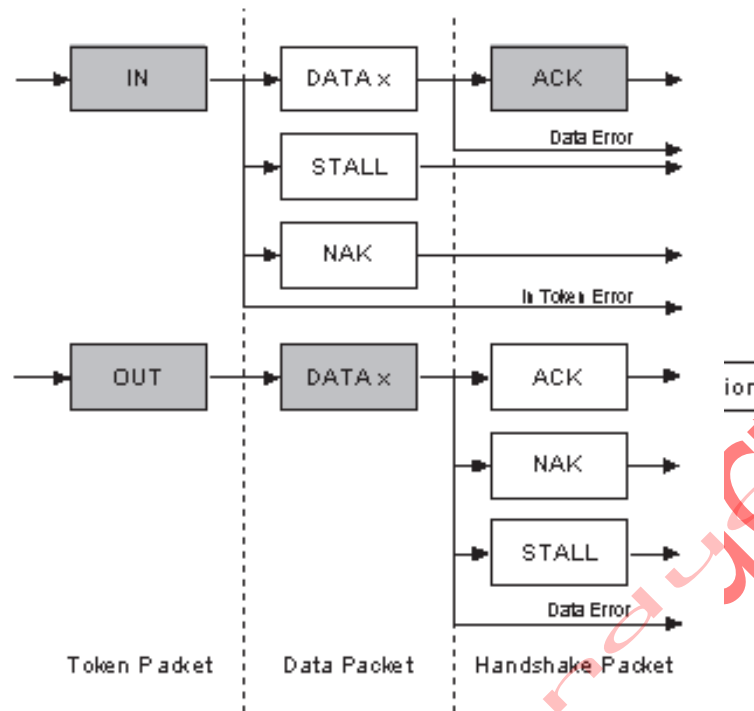 IN
DATA x
ACK
Data Error
STALL
NAK
In Token Error
OUT
DATA x
ACK
NAK
STALL
Data Error
Token Packet
Data Packet
Handshake Packet